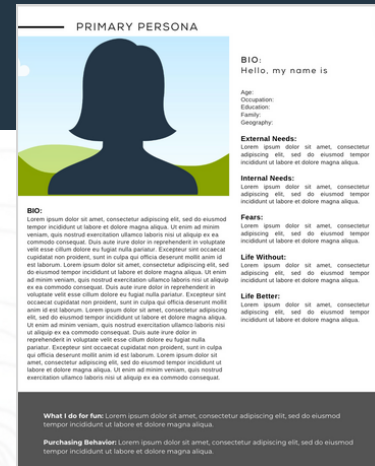 PRIMARY PERSONA
BIO:
Hello, my name is
Age:
Occupation:
Education:
Family:
Geography:
External Needs:
Lorem ipsum dolor sit amet, consectetur
adipiscing elit, sed do eiusmod tempor
incididunt ut labore et dolore magna aliqua.
Internal Needs:
Lorem ipsum dolor sit amet, consectetur
adipiscing elit, sed do eiusmod tempor
incididunt ut labore et dolore magna aliqua.
Fears:
Lorem ipsum dolor sit amet, consectetur
adipiscing elit, sed do eiusmod tempor
incididunt ut labore et dolore magna aliqua.
Life Without:
Lorem ipsum dolor sit amet, consectetur
adipiscing elit, sed do eiusmod tempor
incididunt ut labore et dolore magna aliqua.
Life Better:
Lorem ipsum dolor sit amet, consectetur
adipiscing elit, sed do eiusmod tempor
incididunt ut labore et dolore magna aliqua.
BIO:
Lorem ipsum dolor sit amet, consectetur adipiscing elit, sed do eiusmod
tempor incididunt ut labore et dolore magna aliqua. Ut enim ad minim
veniam, quis nostrud exercitation ullamco laboris nisi ut aliquip ex ea
commodo consequat. Duis aute irure dolor in reprehenderit in voluptate
velit esse cillum dolore eu fugiat nulla pariatur. Excepteur sint occaecat
cupidatat non proident, sunt in culpa qui officia deserunt mollit anim id
est laborum. Lorem ipsum dolor sit amet, consectetur adipiscing elit, sed
do eiusmod tempor incididunt ut labore et dolore magna aliqua. Ut enim
ad minim veniam, quis nostrud exercitation ullamco laboris nisi ut aliquip
ex ea commodo consequat. Duis aute irure dolor in reprehenderit in
voluptate velit esse cillum dolore eu fugiat nulla pariatur. Excepteur sint
occaecat cupidatat non proident, sunt in culpa qui officia deserunt mollit
anim id est laborum. Lorem ipsum dolor sit amet, consectetur adipiscing
elit, sed do eiusmod tempor incididunt ut labore et dolore magna aliqua.
Ut enim ad minim veniam, quis nostrud exercitation ullamco laboris nisi
ut aliquip ex ea commodo consequat. Duis aute irure dolor in
reprehenderit in voluptate velit esse cillum dolore eu fugiat nulla
pariatur. Excepteur sint occaecat cupidatat non proident, sunt in culpa
qui officia deserunt mollit anim id est laborum. Lorem ipsum dolor sit
amet, consectetur adipiscing elit, sed do eiusmod tempor incididunt ut
labore et dolore magna aliqua. Ut enim ad minim veniam, quis nostrud
exercitation ullamco laboris nisi ut aliquip ex ea commodo consequat.
What I do for fun: Lorem ipsum dolor sit amet, consectetur adipiscing elit, sed do eiusmod
tempor incididunt ut labore et dolore magna aliqua.
Purchasing Behavior: Lorem ipsum dolor sit amet, consectetur adipiscing elit, sed do eiusmod
tempor incididunt ut labore et dolore magna aliqua.